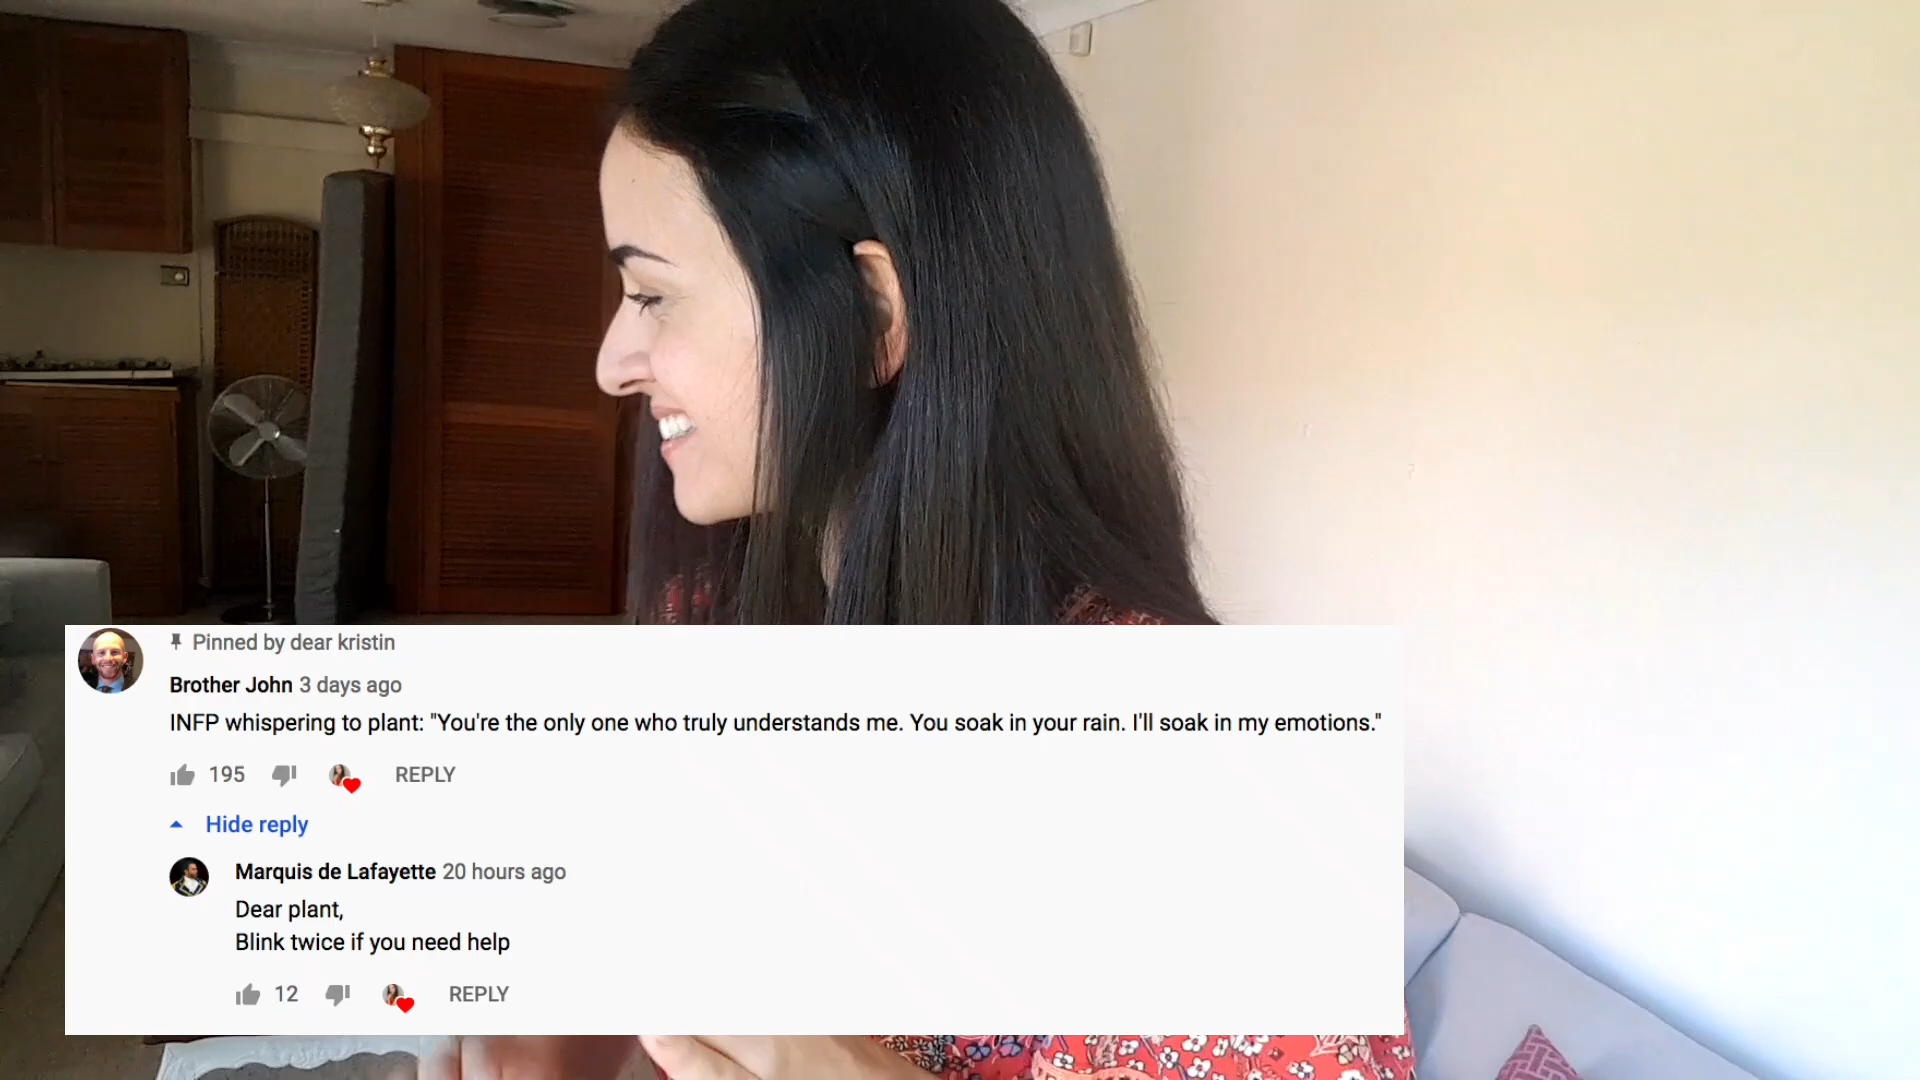 Pinned by dear kristin
Brother John 3 days ago
INFP whispering to plant: "You're the only one who truly understands me. You soak in your rain. I'll soak in my emotions."
195 REPLY
Hide reply
Marquis de Lafayette 20 hours ago
Dear plant,
Blink twice if you need help
12 REPLY